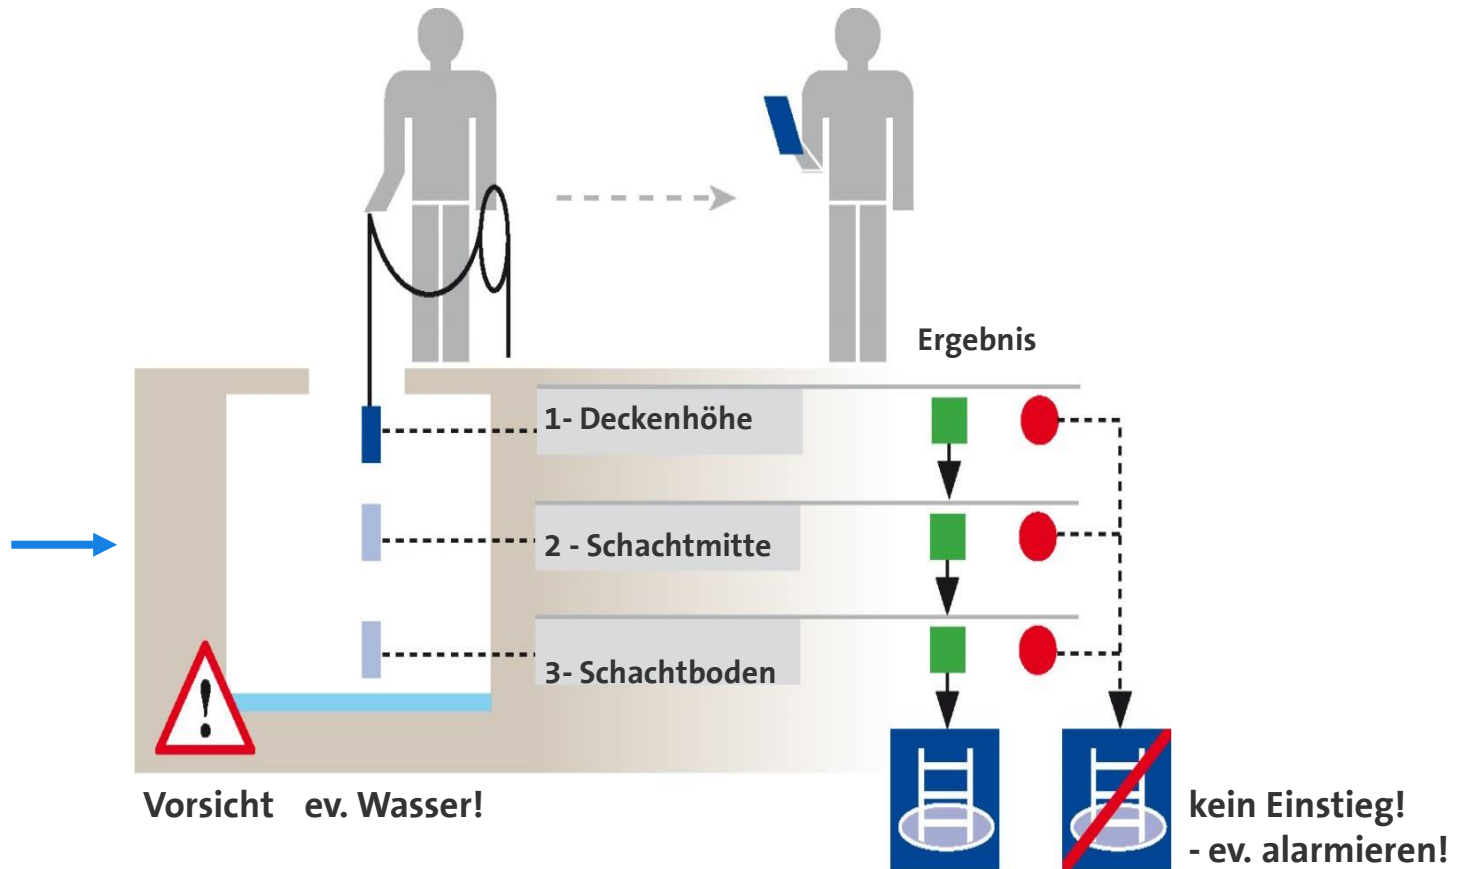 Ergebnis
1- Deckenhöhe
2 - Schachtmitte
3- Schachtboden
Vorsicht ev. Wasser!
kein Einstieg!
- ev. alarmieren!